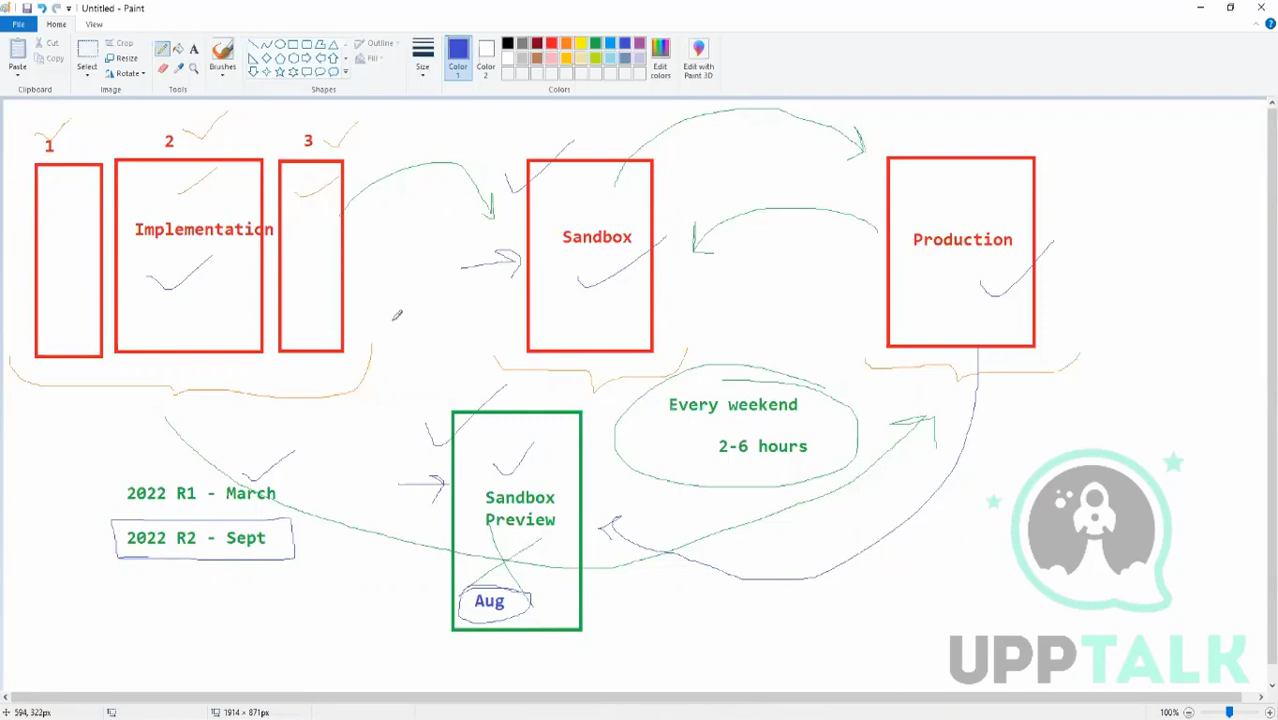 Untitled - Paint
File
Home
View
Paste
Cut
Copy
Clipboard
Select
Crop
Resize
Rotate
Image
Tools
Brushes
Outline
Fill
Shapes
Size
Color 1
Color 2
Edit colors
Edit with Paint 3D
Colors
1
2
3
Implementation
Sandbox
Production
Every weekend
2-6 hours
2022 R1 - March
2022 R2 - Sept
Sandbox
Preview
Aug
UPPTALK
594, 322px
1914 × 871px
100%